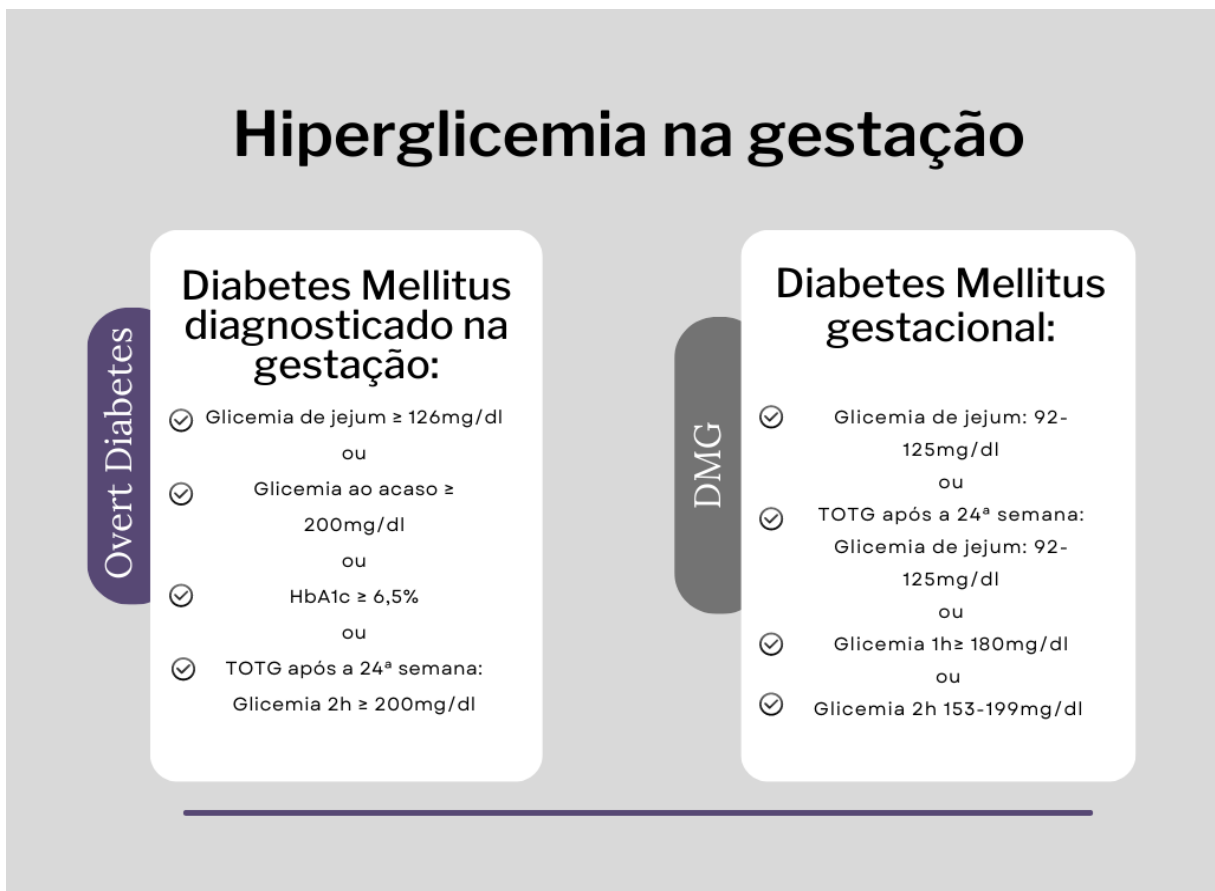 Hiperglicemia na gestação
Overt Diabetes
Diabetes Mellitus
diagnosticado na
gestação:
Glicemia de jejum ≥ 126mg/dl
ou
Glicemia ao acaso ≥
200mg/dl
ou
HbA1c ≥ 6,5%
ou
TOTG após a 24ª semana:
Glicemia 2h ≥ 200mg/dl
DMG
Diabetes Mellitus
gestacional:
Glicemia de jejum: 92-
125mg/dl
ou
TOTG após a 24ª semana:
Glicemia de jejum: 92-
125mg/dl
ou
Glicemia 1h≥ 180mg/dl
ou
Glicemia 2h 153-199mg/dl